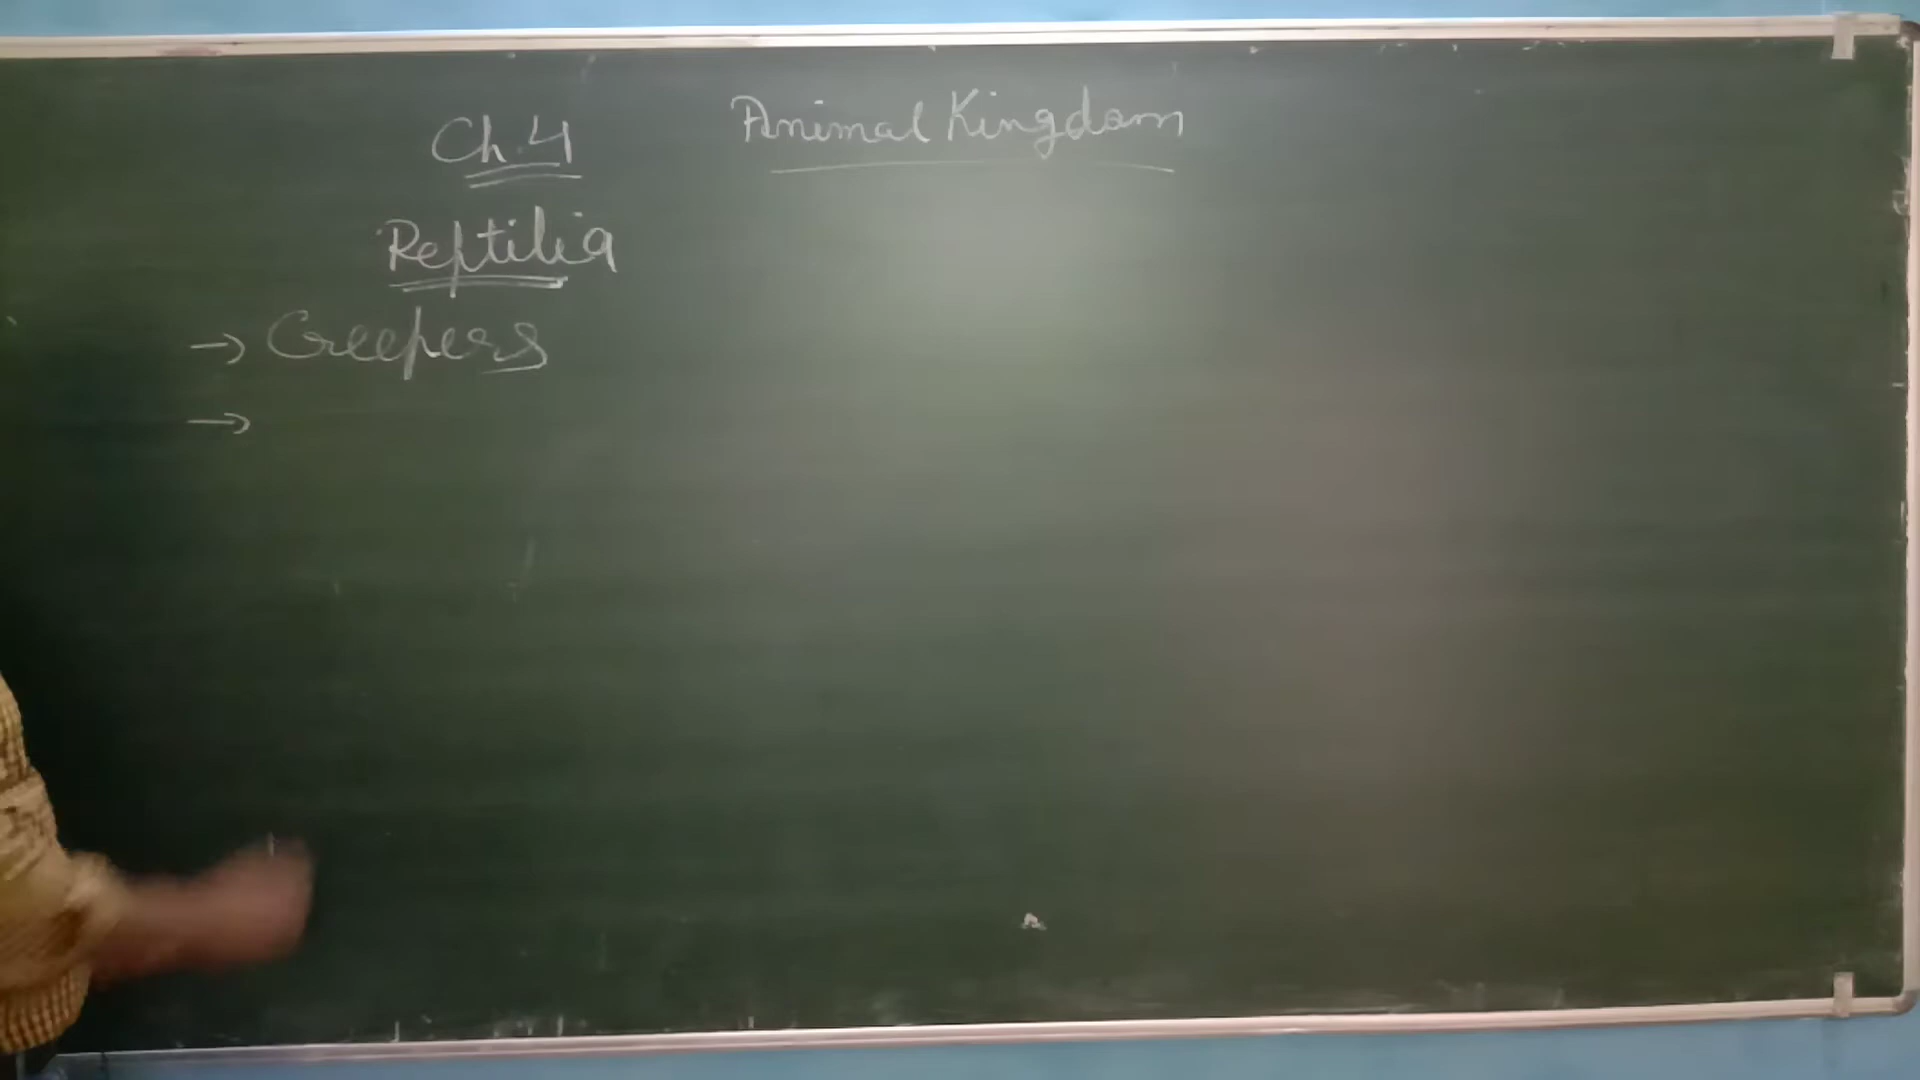 Ch.4 Animal Kingdom
Reptilia
→ Creepers
→